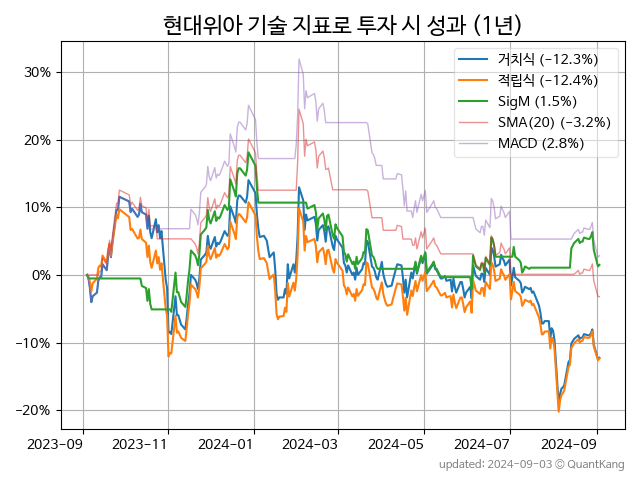 현대위아 기술 지표로 투자 시 성과 (1년)
거치식 (−12.3%)
적립식 (−12.4%)
SigM (1.5%)
SMA(20) (−3.2%)
MACD (2.8%)
30%
20%
10%
0%
−10%
−20%
2023-09 2023-11 2024-01 2024-03 2024-05 2024-07 2024-09
updated: 2024-09-03 © QuantKang